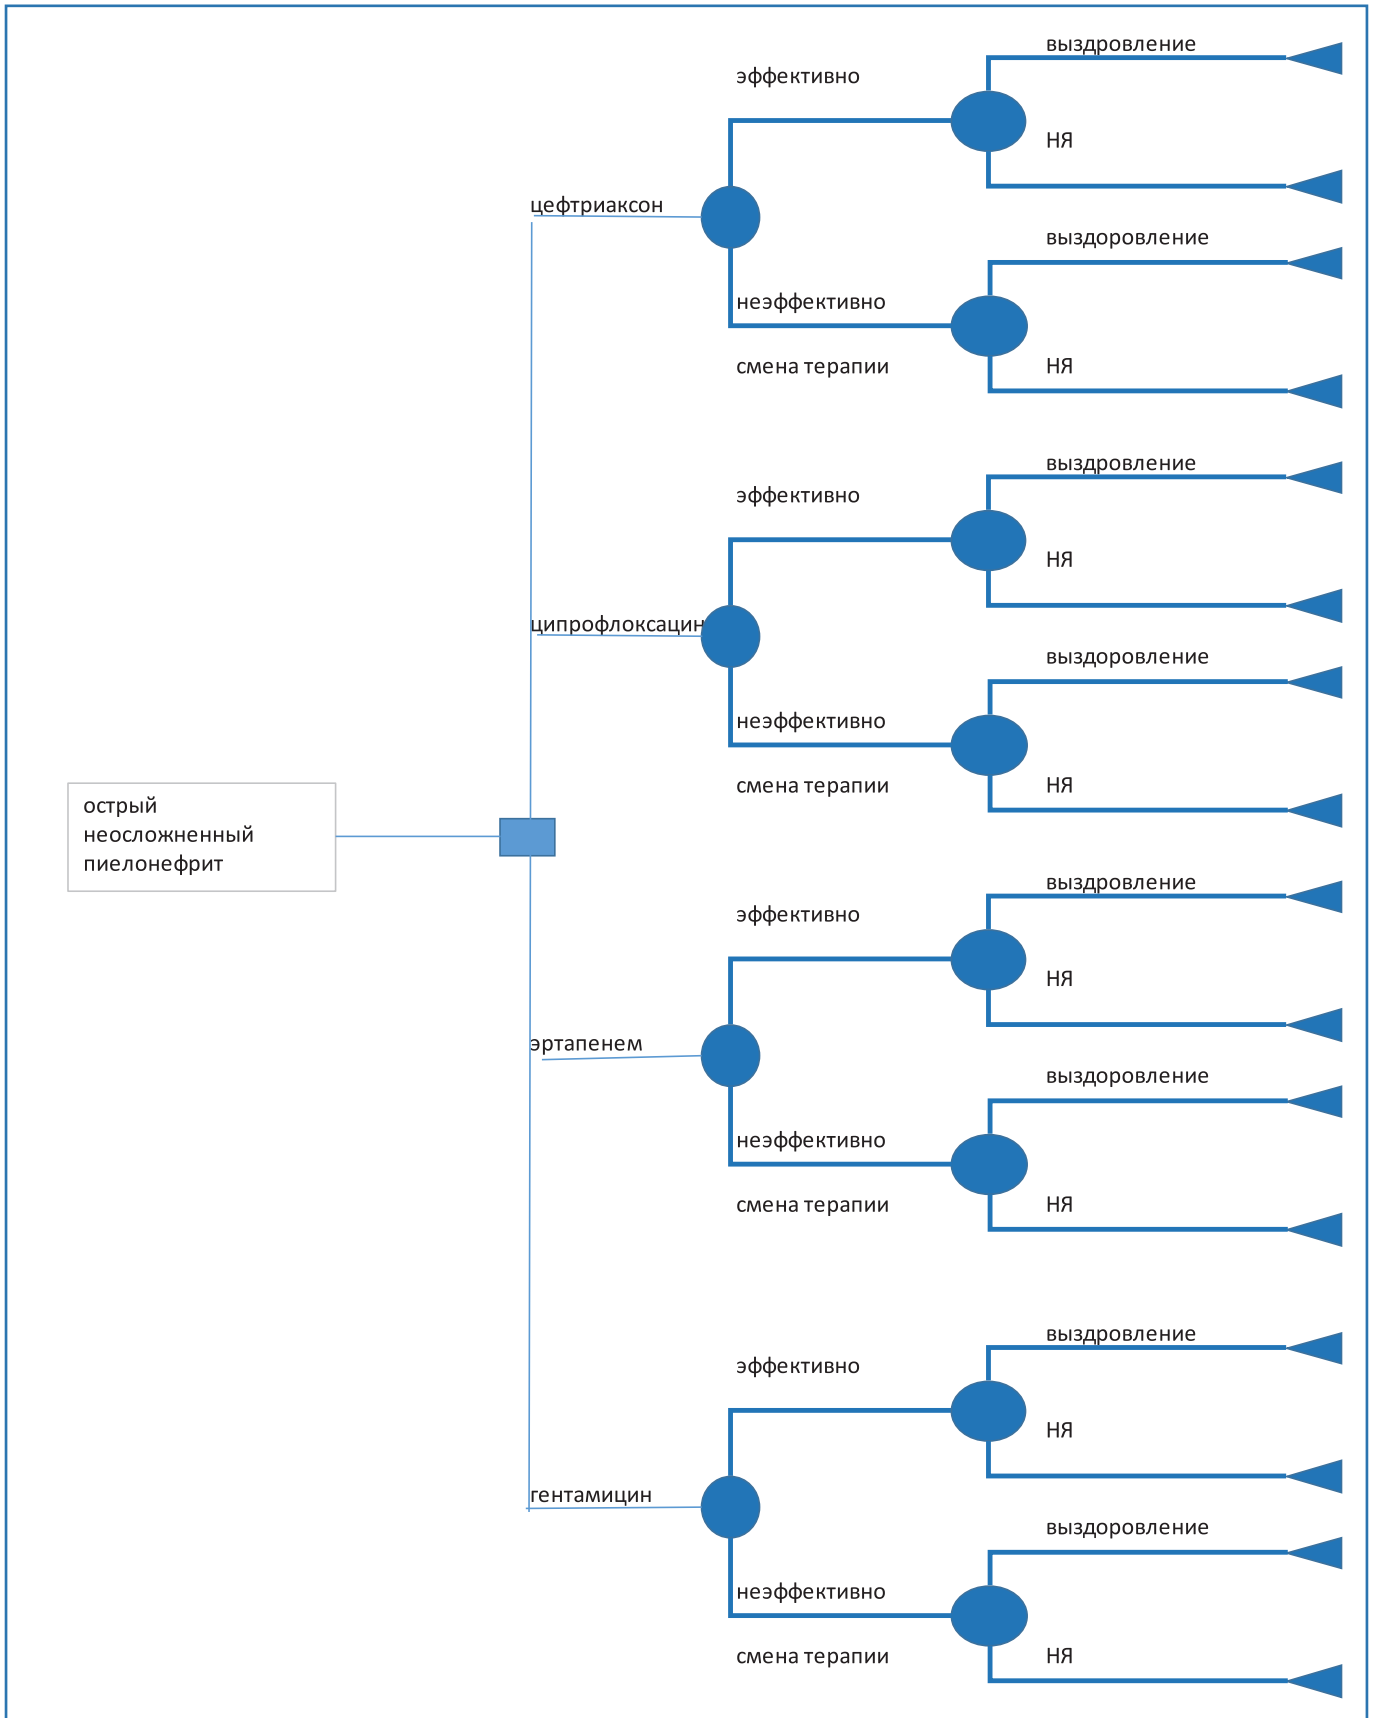 выздровление
эффективно
НЯ
цефтриаксон
выздоровление
неэффективно
смена терапии
НЯ
выздровление
эффективно
НЯ
ципрофлоксацин
выздоровление
неэффективно
смена терапии
НЯ
острый
неосложненный
пиелонефрит
выздровление
эффективно
НЯ
эртапенем
выздоровление
неэффективно
смена терапии
НЯ
выздровление
эффективно
НЯ
гентамицин
выздоровление
неэффективно
смена терапии
НЯ